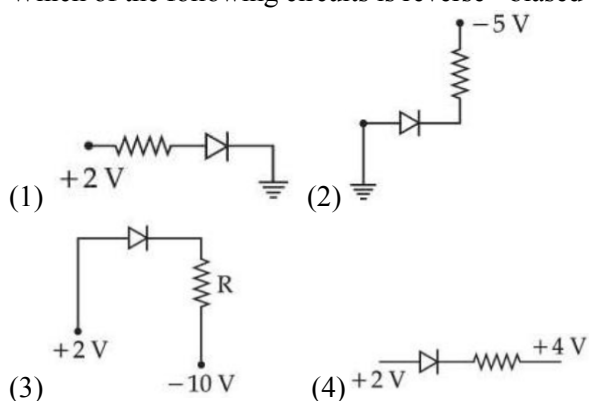 Which of the following circuits is reverse - biased
−5 V
+2 V
(1)
(2)
R
+2 V
−10 V
(3)
+4 V
+2 V
(4)